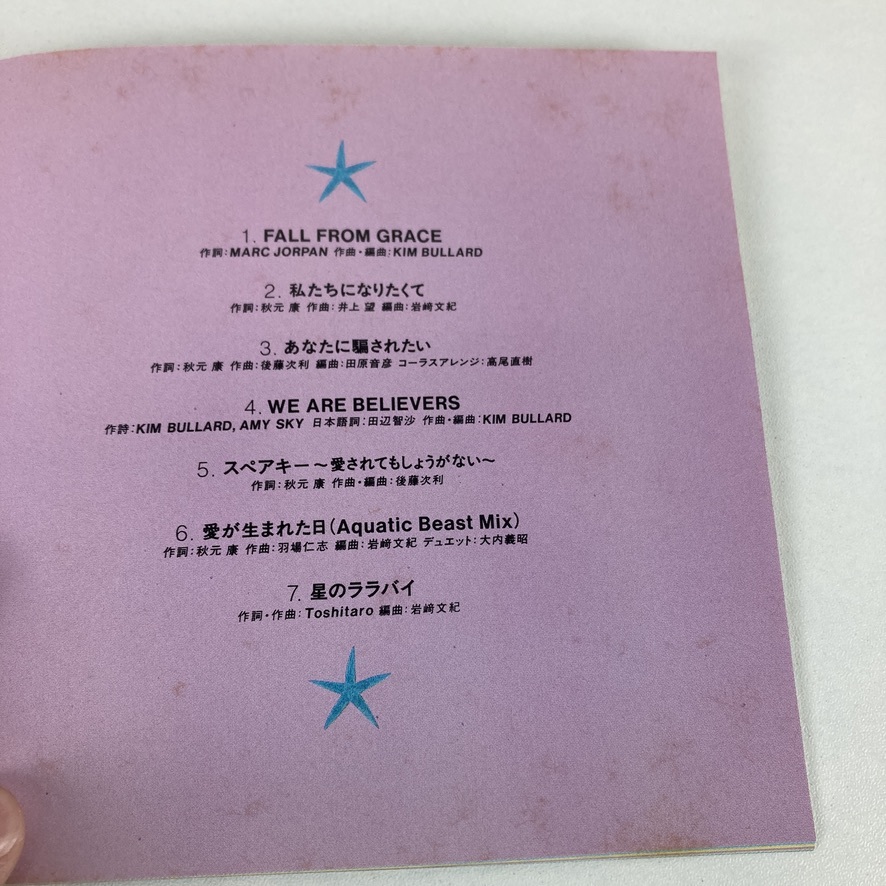 1. FALL FROM GRACE
作詞:MARC JORPAN 作曲・編曲:KIM BULLARD
2. 私たちになりたくて
作詞:秋元 康 作曲:井上 望 編曲:岩﨑文紀
3. あなたに騙されたい
作詞:秋元 康 作曲:後藤次利 編曲:田原音彦 コーラスアレンジ:高尾直樹
4. WE ARE BELIEVERS
作詩:KIM BULLARD, AMY SKY 日本語詞:田辺智沙 作曲・編曲:KIM BULLARD
5. スペアキー〜愛されてもしょうがない〜
作詞:秋元 康 作曲・編曲:後藤次利
6. 愛が生まれた日(Aquatic Beast Mix)
作詞:秋元 康 作曲:羽場仁志 編曲:岩﨑文紀 デュエット:大内義昭
7. 星のララバイ
作詞・作曲:Toshitaro 編曲:岩﨑文紀